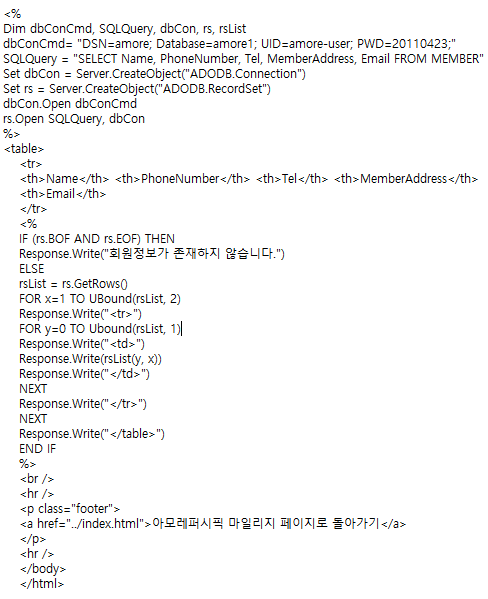 <%
Dim dbConCmd, SQLQuery, dbCon, rs, rsList
dbConCmd= "DSN=amore; Database=amore1; UID=amore-user; PWD=20110423;"
SQLQuery = "SELECT Name, PhoneNumber, Tel, MemberAddress, Email FROM MEMBER"
Set dbCon = Server.CreateObject("ADODB.Connection")
Set rs = Server.CreateObject("ADODB.RecordSet")
dbCon.Open dbConCmd
rs.Open SQLQuery, dbCon
%>
<table>
<tr>
<th>Name</th> <th>PhoneNumber</th> <th>Tel</th> <th>MemberAddress</th>
<th>Email</th>
</tr>
<%
IF (rs.BOF AND rs.EOF) THEN
Response.Write("회원정보가 존재하지 않습니다.")
ELSE
rsList = rs.GetRows()
FOR x=1 TO UBound(rsList, 2)
Response.Write("<tr>")
FOR y=0 TO Ubound(rsList, 1)
Response.Write("<td>")
Response.Write(rsList(y, x))
Response.Write("</td>")
NEXT
Response.Write("</tr>")
NEXT
Response.Write("</table>")
END IF
%>
<br />
<hr />
<p class="footer">
<a href="../index.html">아모레퍼시픽 마일리지 페이지로 돌아가기</a>
</p>
<hr />
</body>
</html>